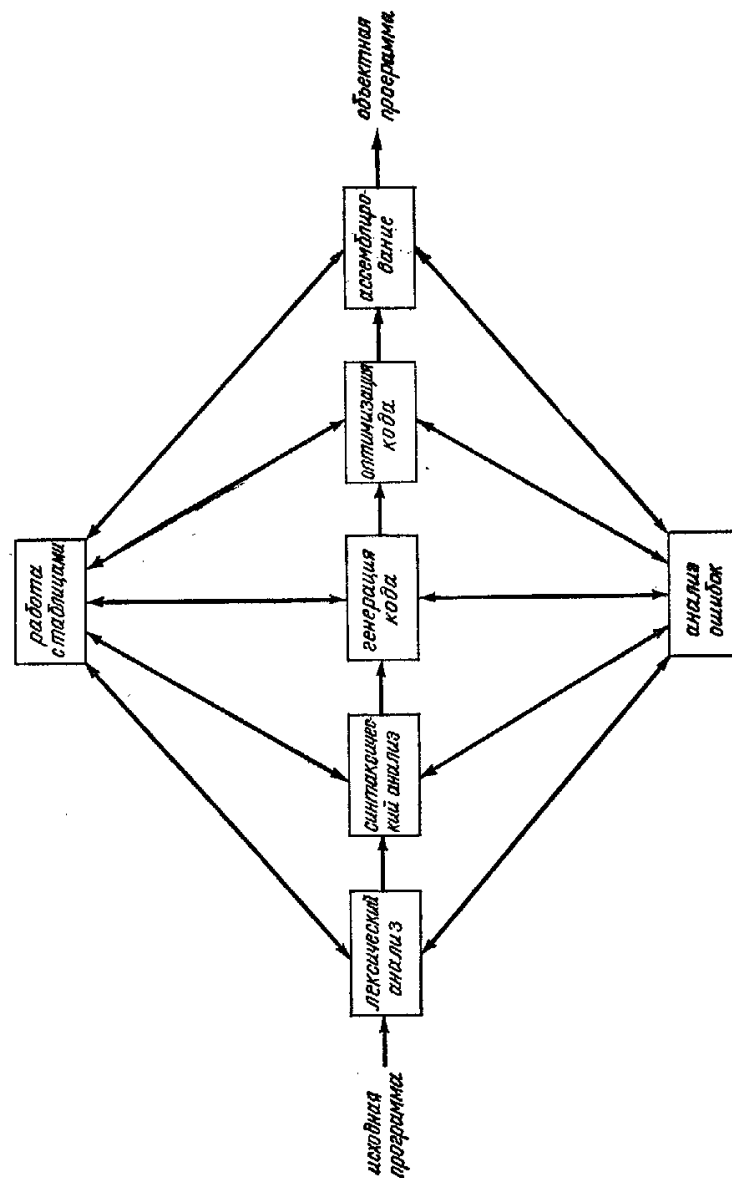 работа
с таблицами
исходная
программа
лексический
анализ
синтаксичес-
кий анализ
генерация
кода
оптимизация
кода
ассемблиро-
вание
объектная
программа
анализ
ошибок